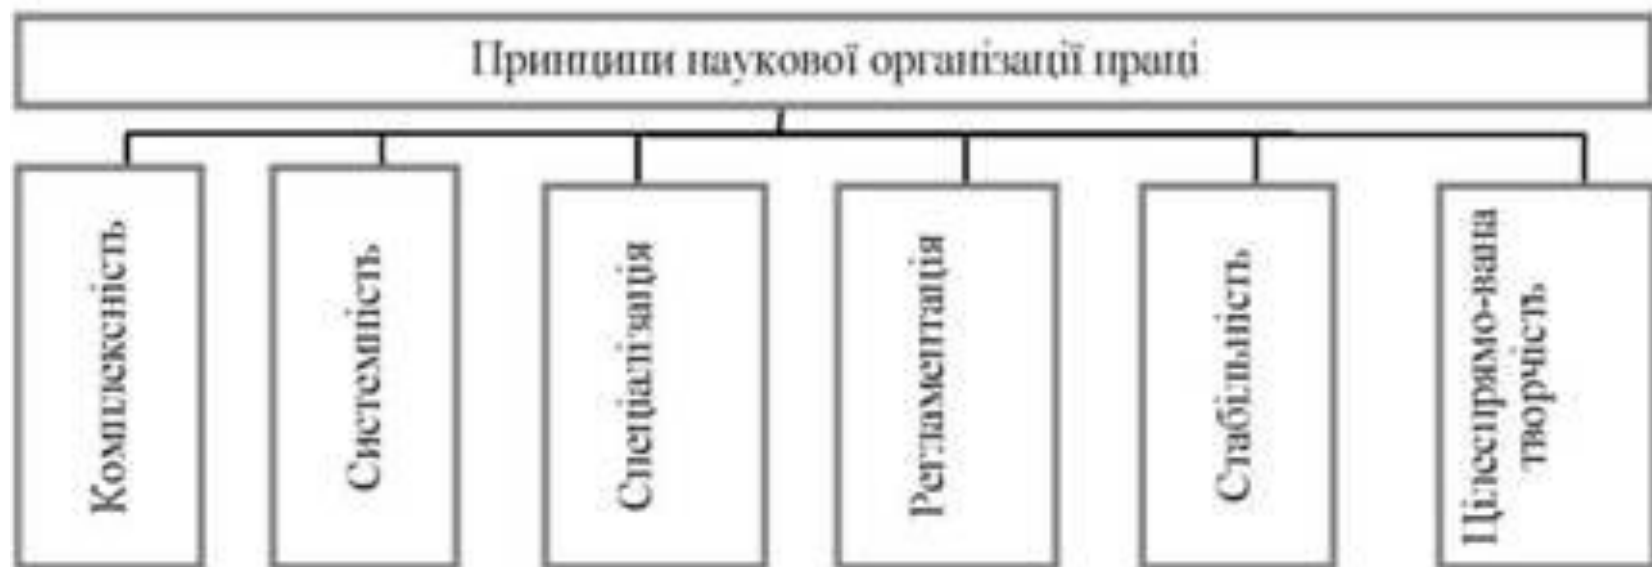 Принципи наукової організації праці
Комплексність
Системність
Спеціалізація
Регламентація
Стабільність
Цілеспрямо-вана
творчість